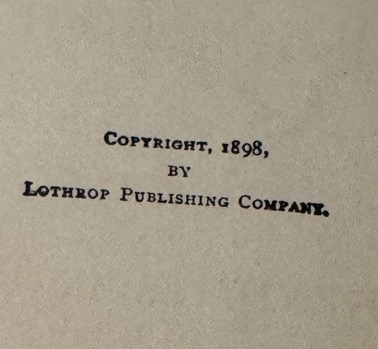 Copyright, 1898,
by
Lothrop Publishing Company.